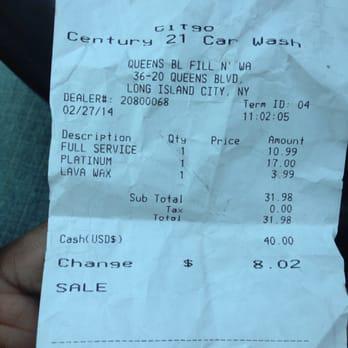 G1T90
Century 21 Car Wash
QUEENS BL FILL N' WA
36-20 QUEENS BLVD.
LONG ISLAND CITY, NY
DEALER#: 20800068 Term ID: 04
02/27/14 11:02:05
Description Qty Price Amount
FULL SERVICE 1 10.99
PLATINUM 1 17.00
LAVA WAX 1 3.99
Sub Total 31.98
Tax 0.00
Total 31.98
Cash(USD$) 40.00
Change $ 8.02
SALE